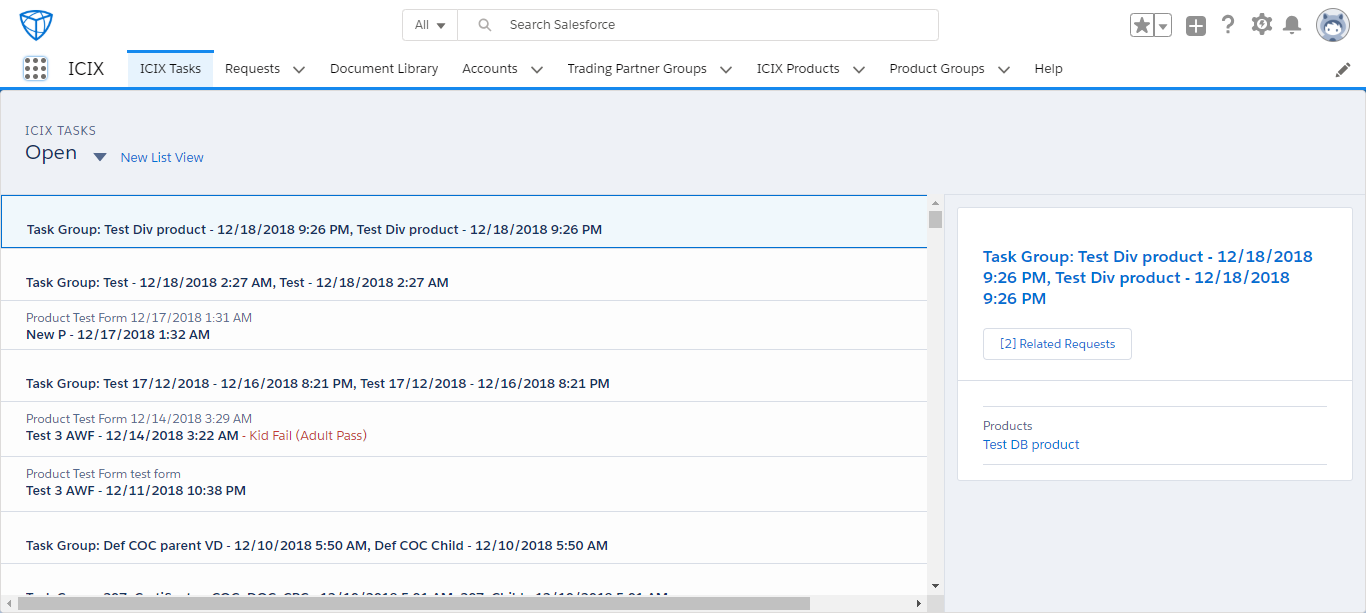 All
Search Salesforce
ICIX
ICIX Tasks
Requests
Document Library
Accounts
Trading Partner Groups
ICIX Products
Product Groups
Help
ICIX TASKS
Open
New List View
Task Group: Test Div product - 12/18/2018 9:26 PM, Test Div product - 12/18/2018 9:26 PM
Task Group: Test - 12/18/2018 2:27 AM, Test - 12/18/2018 2:27 AM
Product Test Form 12/17/2018 1:31 AM
New P - 12/17/2018 1:32 AM
Task Group: Test 17/12/2018 - 12/16/2018 8:21 PM, Test 17/12/2018 - 12/16/2018 8:21 PM
Product Test Form 12/14/2018 3:29 AM
Test 3 AWF - 12/14/2018 3:22 AM - Kid Fail (Adult Pass)
Product Test Form test form
Test 3 AWF - 12/11/2018 10:38 PM
Task Group: Def COC parent VD - 12/10/2018 5:50 AM, Def COC Child - 12/10/2018 5:50 AM
Task Group: Test Div product - 12/18/2018
9:26 PM, Test Div product - 12/18/2018
9:26 PM
[2] Related Requests
Products
Test DB product